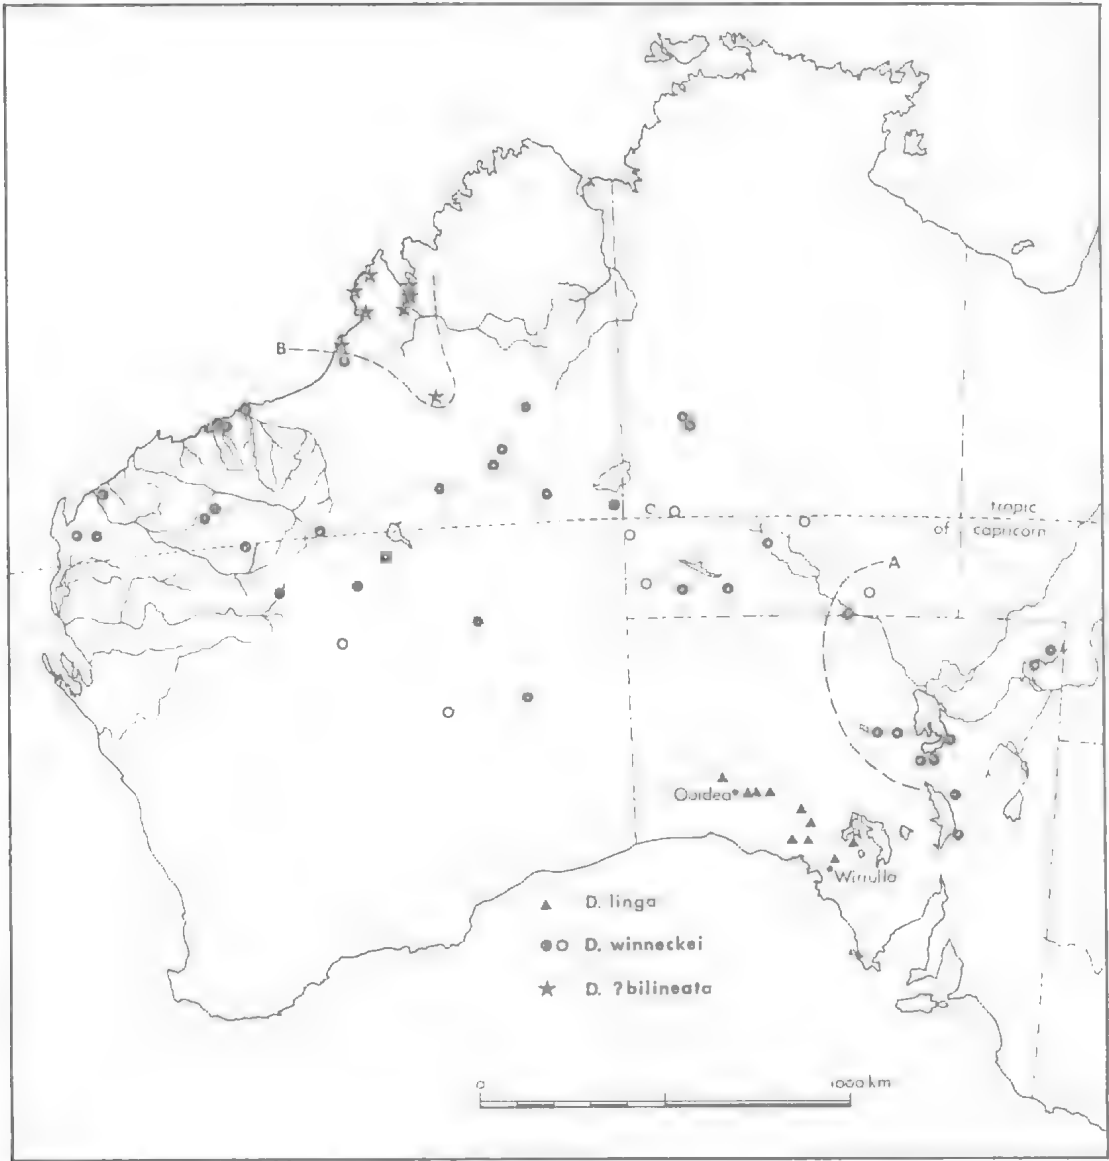 B
tropic
of capricorn
A
Ooldea
Wirrulla
D. linga
D. winneckei
D. ?bilineata
0 1000 km